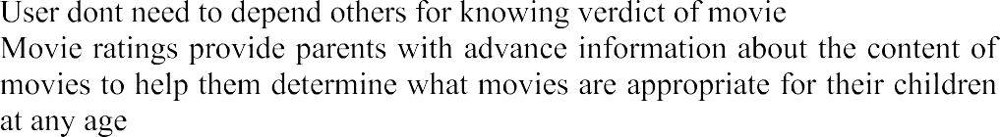 User dont need to depend others for knowing verdict of movie
Movie ratings provide parents with advance information about the content of
movies to help them determine what movies are appropriate for their children
at any age